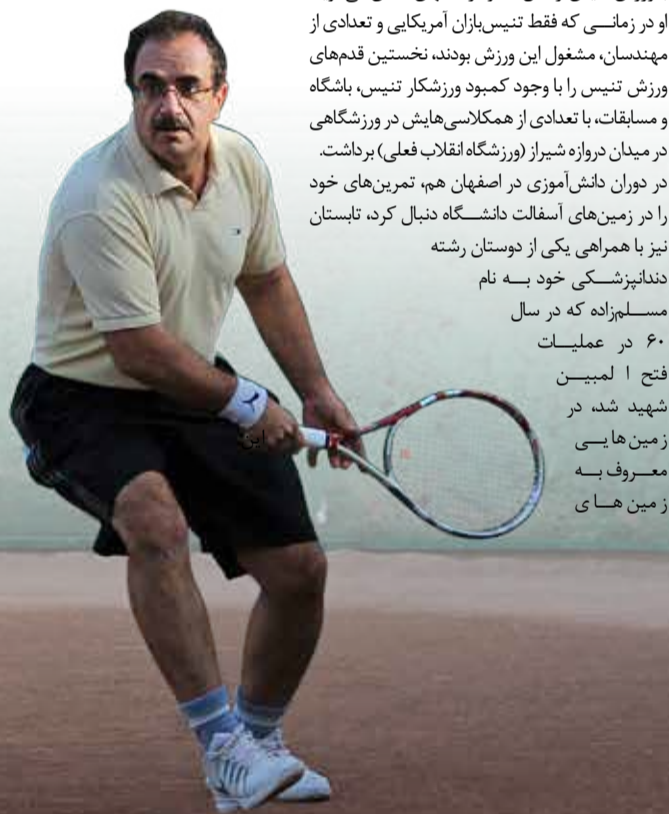 او در زمانی که فقط تنیس‌بازان آمریکایی و تعدادی از
مهندسان، مشغول این ورزش بودند، نخستین قدم‌های
ورزش تنیس را با وجود کمبود ورزشکار تنیس، باشگاه
و مسابقات، با تعدادی از همکلاسی‌هایش در ورزشگاهی
در میدان دروازه شیراز (ورزشگاه انقلاب فعلی) برداشت.
در دوران دانش‌آموزی در اصفهان هم، تمرین‌های خود
را در زمین‌های آسفالت دانشگاه دنبال کرد، تابستان
نیز با همراهی یکی از دوستان رشته
دندانپزشکی خود به نام
مسلم‌زاده که در سال
۶۰ در عملیات
فتح ا لمبین
شهید شد، در
زمین‌هایی
این
معروف به
زمین‌های